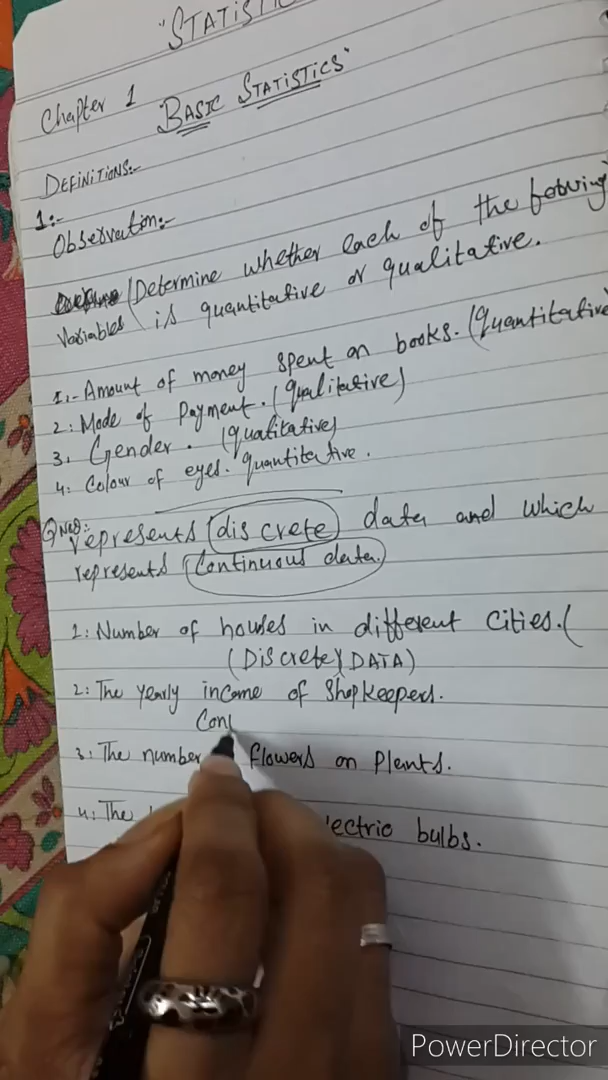 "STATISTIC
Chapter 1
"BASIC STATISTICS"
DEFINITIONS:-
1:-
Observation:-
(Determine whether each of the following
Variables is quantitative or qualitative.
1:- Amount of money spent on books. (Quantitative
2: Mode of Payment. (Qualitative)
3. Gender. (Qualitative)
4: Colour of eyes. quantitative.
represents discrete data and which
represents Continuous data.
1: Number of houses in different Cities. (
(Discrete) (DATA)
2: The yearly income of Shopkeepers.
Con
3: The number flowers on Plants.
4: The lectric bulbs.
PowerDirector